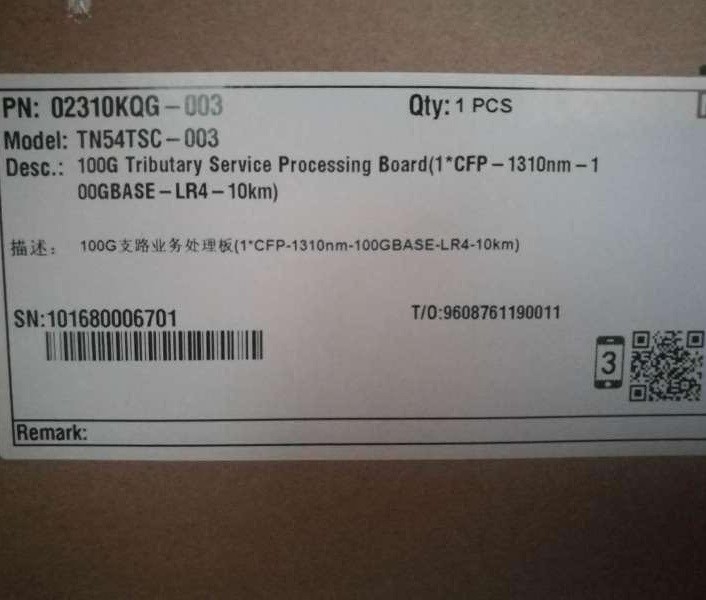 PN: 02310KQG-003 Qty: 1 PCS
Model: TN54TSC-003
Desc.: 100G Tributary Service Processing Board(1*CFP-1310nm-1
00GBASE-LR4-10km)
描述: 100G支路业务处理板(1*CFP-1310nm-100GBASE-LR4-10km)
SN:101680006701 T/O:9608761190011
3
Remark: